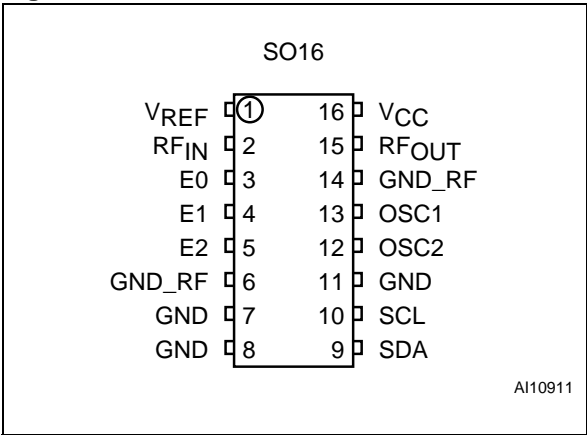 SO16
VREF 1 16 VCC
RFIN 2 15 RFOUT
E0 3 14 GND_RF
E1 4 13 OSC1
E2 5 12 OSC2
GND_RF 6 11 GND
GND 7 10 SCL
GND 8 9 SDA
AI10911